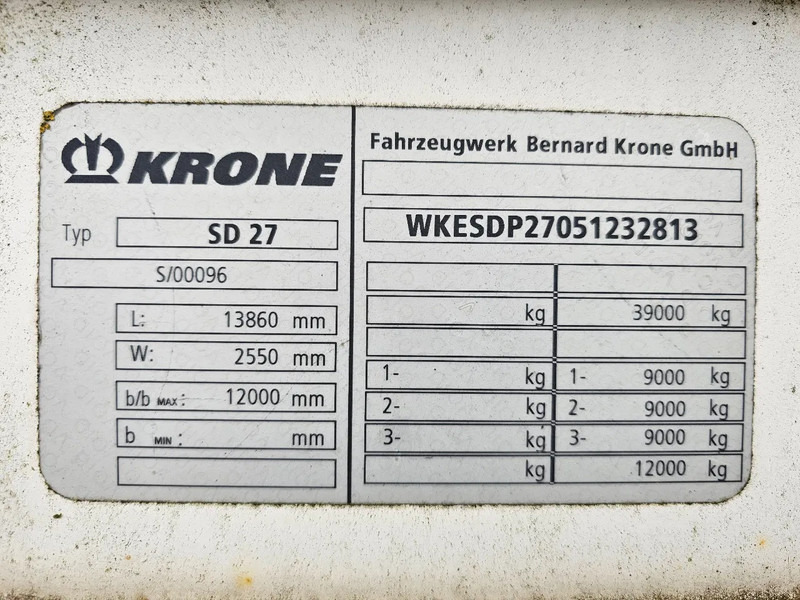 KRONE
Typ SD 27
S/00096
L: 13860 mm
W: 2550 mm
b/b MAX: 12000 mm
b MIN: mm
Fahrzeugwerk Bernard Krone GmbH
WKESDP27051232813
kg 39000 kg
1- kg 1- 9000 kg
2- kg 2- 9000 kg
3- kg 3- 9000 kg
kg 12000 kg